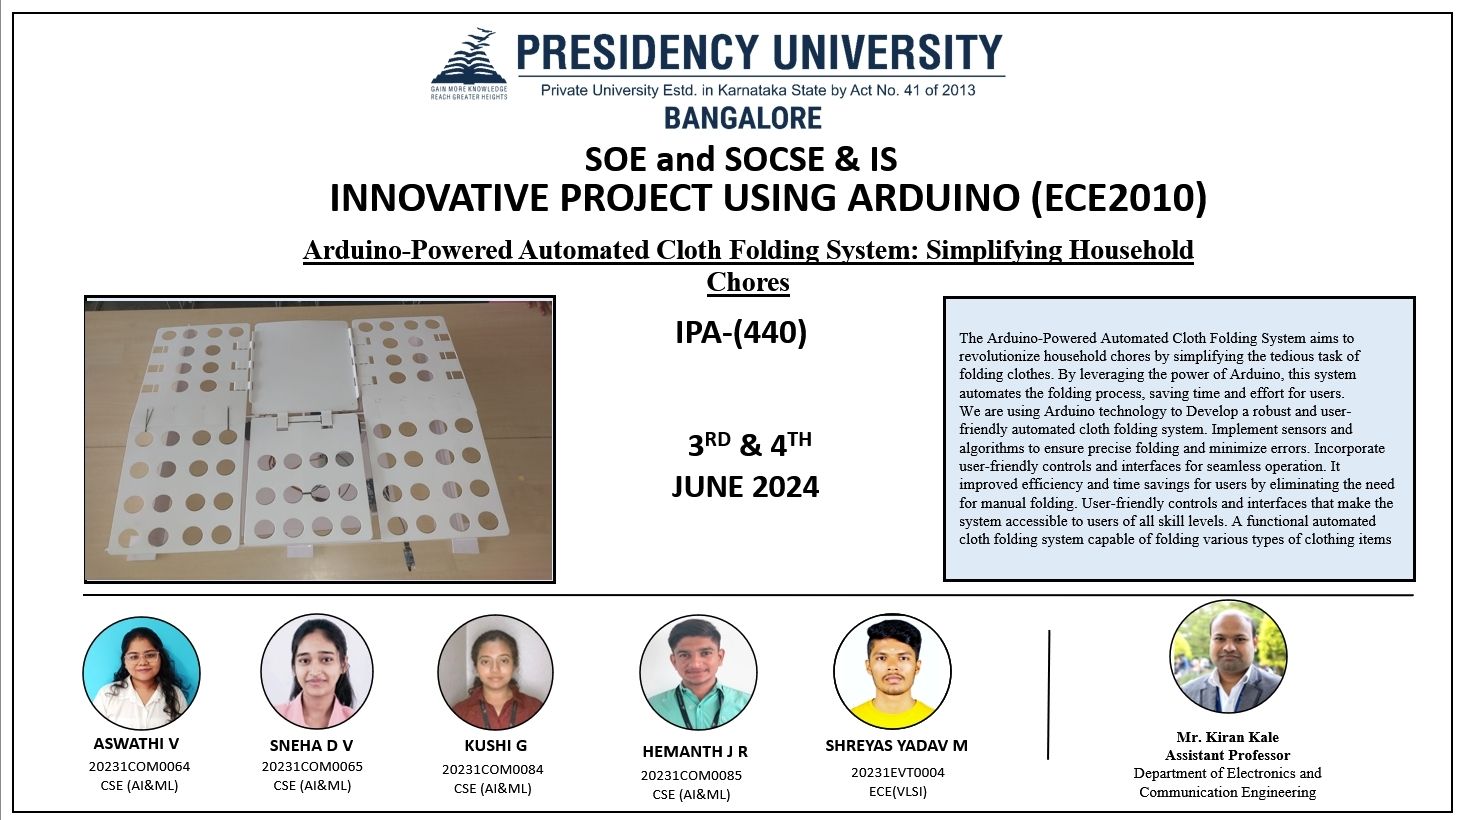 GAIN MORE KNOWLEDGE
REACH GREATER HEIGHTS
PRESIDENCY UNIVERSITY
Private University Estd. in Karnataka State by Act No. 41 of 2013
BANGALORE
SOE and SOCSE & IS
INNOVATIVE PROJECT USING ARDUINO (ECE2010)
Arduino-Powered Automated Cloth Folding System: Simplifying Household
Chores
IPA-(440)
3RD & 4TH
JUNE 2024
The Arduino-Powered Automated Cloth Folding System aims to
revolutionize household chores by simplifying the tedious task of
folding clothes. By leveraging the power of Arduino, this system
automates the folding process, saving time and effort for users.
We are using Arduino technology to Develop a robust and user-
friendly automated cloth folding system. Implement sensors and
algorithms to ensure precise folding and minimize errors. Incorporate
user-friendly controls and interfaces for seamless operation. It
improved efficiency and time savings for users by eliminating the need
for manual folding. User-friendly controls and interfaces that make the
system accessible to users of all skill levels. A functional automated
cloth folding system capable of folding various types of clothing items
ASWATHI V
20231COM0064
CSE (AI&ML)
SNEHA D V
20231COM0065
CSE (AI&ML)
KUSHI G
20231COM0084
CSE (AI&ML)
HEMANTH J R
20231COM0085
CSE (AI&ML)
SHREYAS YADAV M
20231EVT0004
ECE(VLSI)
Mr. Kiran Kale
Assistant Professor
Department of Electronics and
Communication Engineering